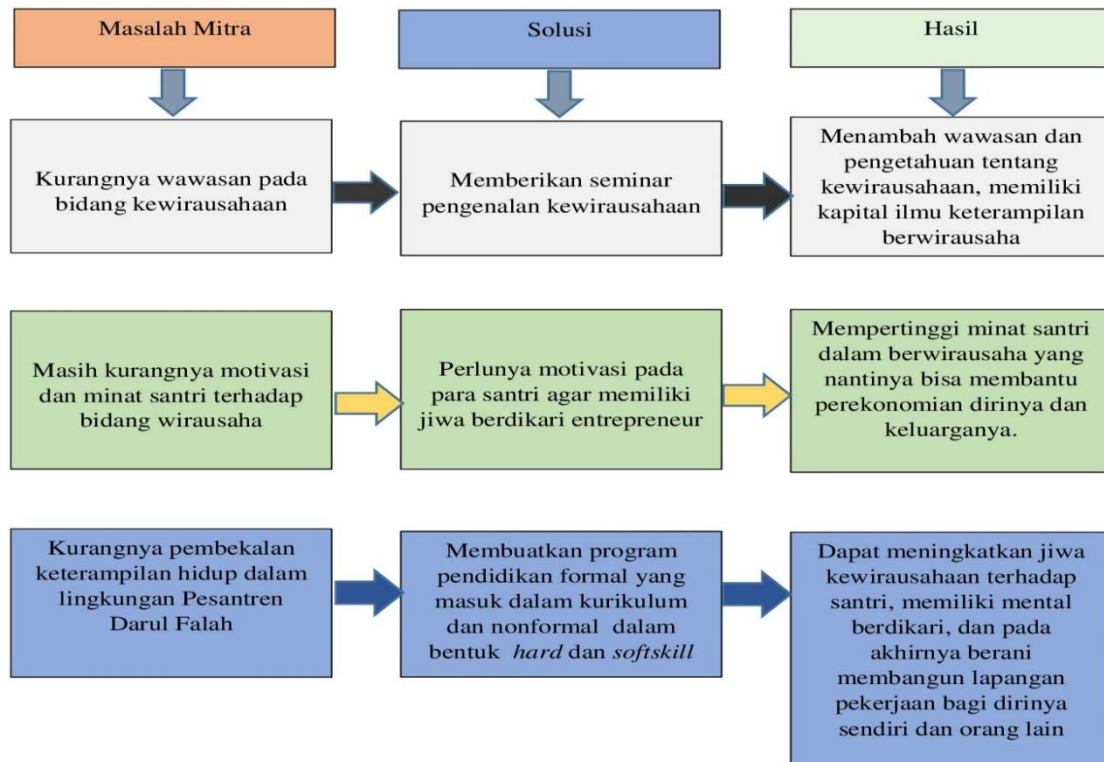 Masalah Mitra
Solusi
Hasil
Kurangnya wawasan pada
bidang kewirausahaan
Memberikan seminar
pengenalan kewirausahaan
Menambah wawasan dan
pengetahuan tentang
kewirausahaan, memiliki
kapital ilmu keterampilan
berwirausaha
Masih kurangnya motivasi
dan minat santri terhadap
bidang wirausaha
Perlunya motivasi pada
para santri agar memiliki
jiwa berdikari entrepreneur
Mempertinggi minat santri
dalam berwirausaha yang
nantinya bisa membantu
perekonomian dirinya dan
keluarganya.
Kurangnya pembekalan
keterampilan hidup dalam
lingkungan Pesantren
Darul Falah
Membuatkan program
pendidikan formal yang
masuk dalam kurikulum
dan nonformal dalam
bentuk hard dan softskill
Dapat meningkatkan jiwa
kewirausahaan terhadap
santri, memiliki mental
berdikari, dan pada
akhirnya berani
membangun lapangan
pekerjaan bagi dirinya
sendiri dan orang lain